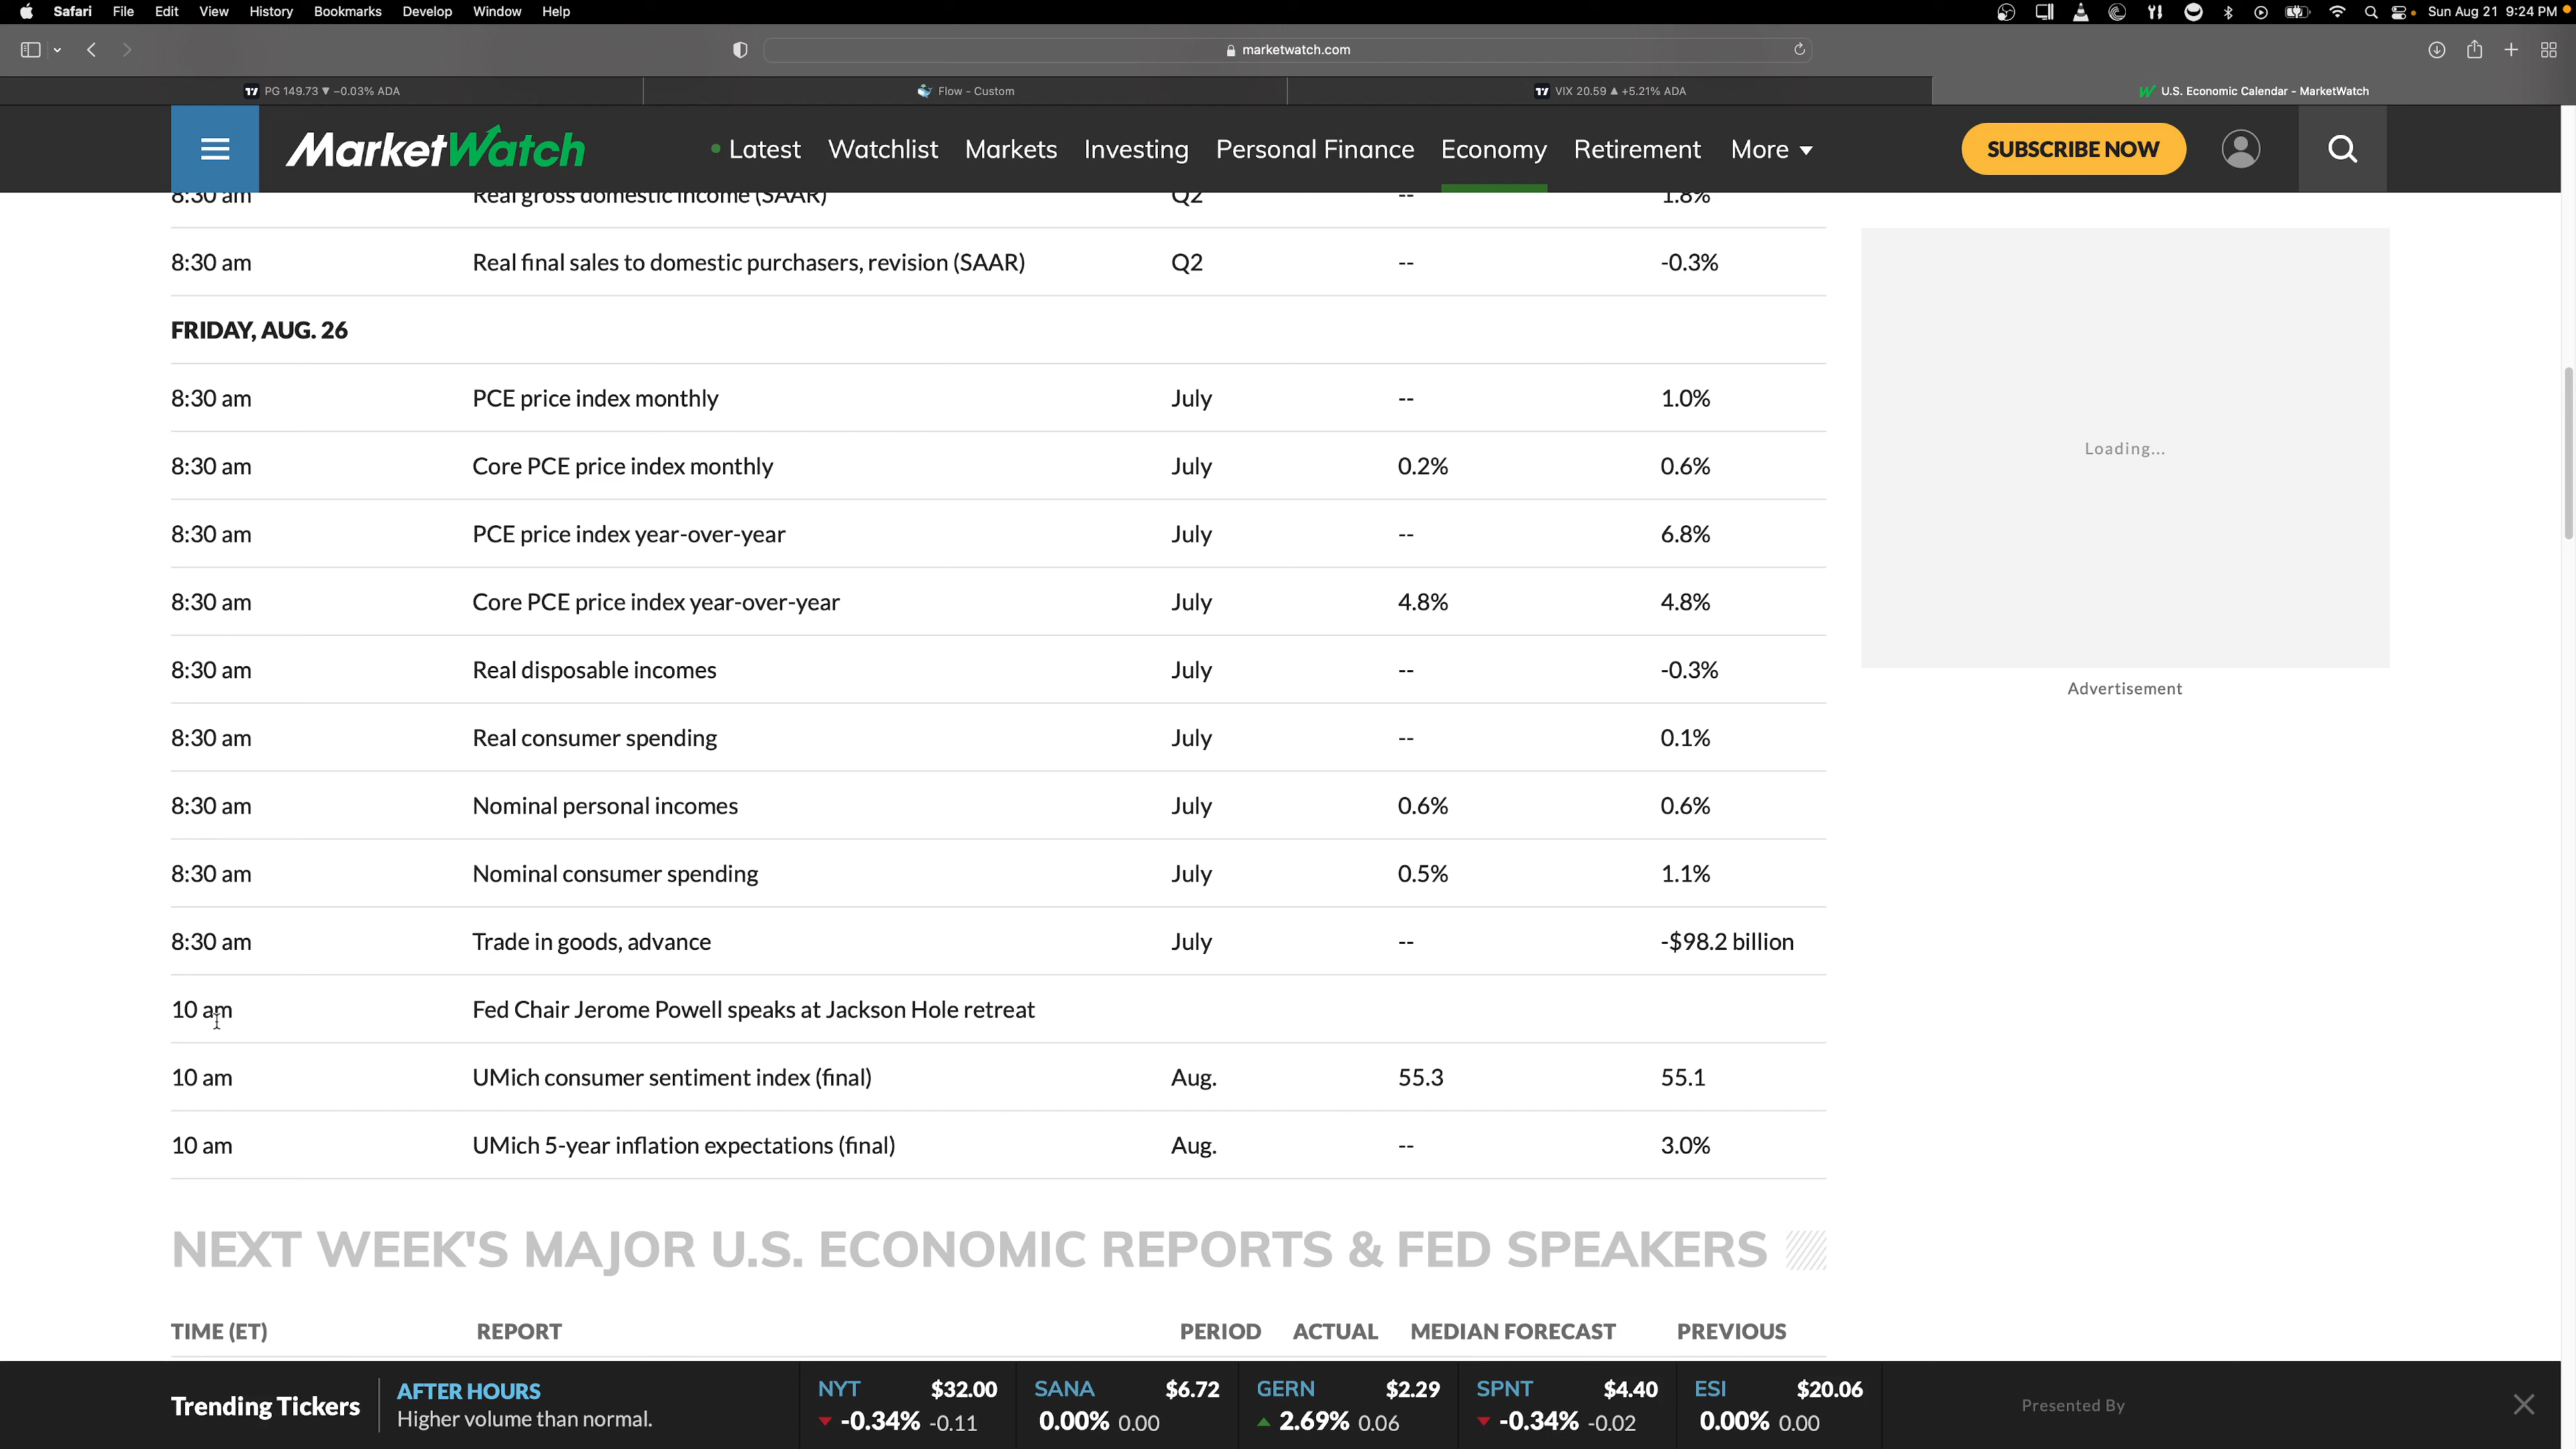 Safari File Edit View History Bookmarks Develop Window Help Sun Aug 21 9:24 PM
marketwatch.com
PG 149.73 ▼ −0.03% ADA Flow - Custom VIX 20.59 ▲ +5.21% ADA U.S. Economic Calendar - MarketWatch
MarketWatch Latest Watchlist Markets Investing Personal Finance Economy Retirement More ▼ SUBSCRIBE NOW
8:30 am Real gross domestic income (SAAR) Q2 -- 1.8%
8:30 am Real final sales to domestic purchasers, revision (SAAR) Q2 -- -0.3%
FRIDAY, AUG. 26
8:30 am PCE price index monthly July -- 1.0%
8:30 am Core PCE price index monthly July 0.2% 0.6%
Loading...
8:30 am PCE price index year-over-year July -- 6.8%
8:30 am Core PCE price index year-over-year July 4.8% 4.8%
8:30 am Real disposable incomes July -- -0.3%
Advertisement
8:30 am Real consumer spending July -- 0.1%
8:30 am Nominal personal incomes July 0.6% 0.6%
8:30 am Nominal consumer spending July 0.5% 1.1%
8:30 am Trade in goods, advance July -- -$98.2 billion
10 am Fed Chair Jerome Powell speaks at Jackson Hole retreat
10 am UMich consumer sentiment index (final) Aug. 55.3 55.1
10 am UMich 5-year inflation expectations (final) Aug. -- 3.0%
NEXT WEEK'S MAJOR U.S. ECONOMIC REPORTS & FED SPEAKERS
TIME (ET) REPORT PERIOD ACTUAL MEDIAN FORECAST PREVIOUS
Trending Tickers
AFTER HOURS
Higher volume than normal.
NYT $32.00
-0.34% -0.11
SANA $6.72
0.00% 0.00
GERN $2.29
2.69% 0.06
SPNT $4.40
-0.34% -0.02
ESI $20.06
0.00% 0.00
Presented By